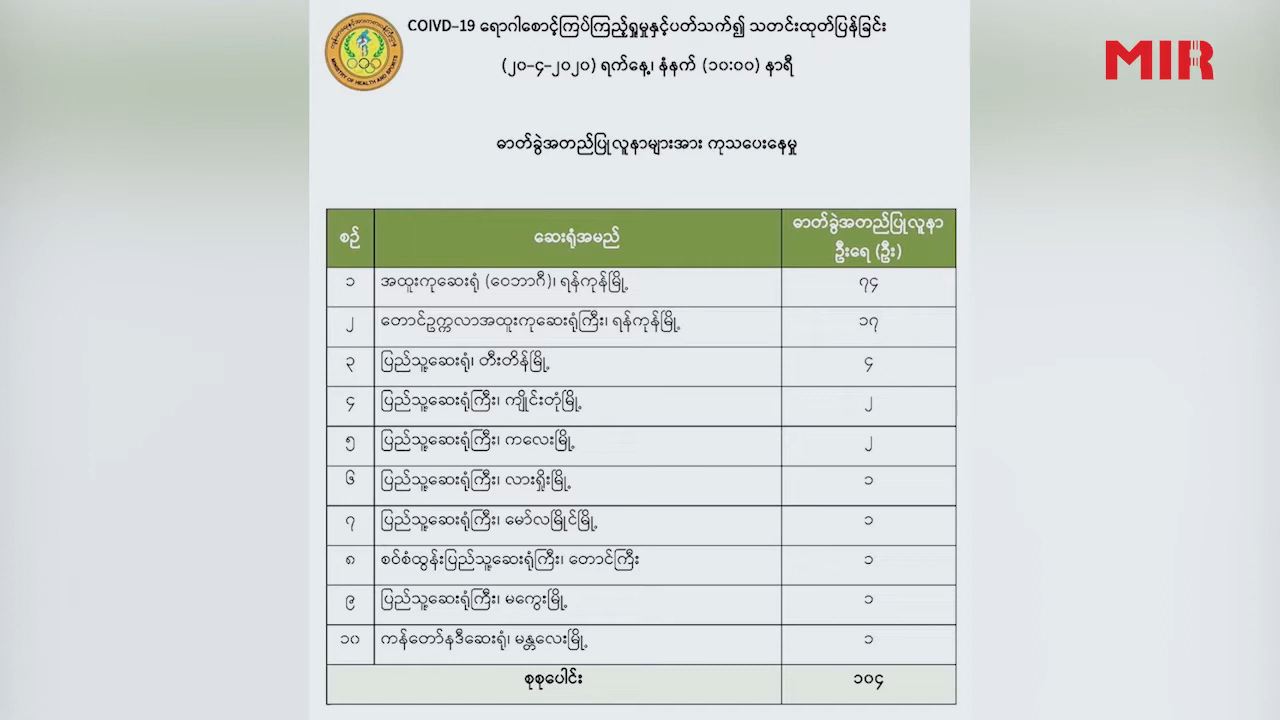 COIVD–19 ရောဂါစောင့်ကြပ်ကြည့်ရှုမှုနှင့်ပတ်သက်၍ သတင်းထုတ်ပြန်ခြင်း
(၂၀–၄–၂၀၂၀) ရက်နေ့၊ နံနက် (၁၀:၀၀) နာရီ
MIR
MINISTRY OF HEALTH AND SPORTS
ဓာတ်ခွဲအတည်ပြုလူနာများအား ကုသပေးနေမှု
စဉ် ဆေးရုံအမည် ဓာတ်ခွဲအတည်ပြုလူနာ
ဦးရေ (ဦး)
၁ အထူးကုဆေးရုံ (ဝေဘာဂီ)၊ ရန်ကုန်မြို့ ၇၄
၂ တောင်ဥက္ကလာအထူးကုဆေးရုံကြီး၊ ရန်ကုန်မြို့ ၁၇
၃ ပြည်သူ့ဆေးရုံ၊ တီးတိန်မြို့ ၄
၄ ပြည်သူ့ဆေးရုံကြီး၊ ကျိုင်းတုံမြို့ ၂
၅ ပြည်သူ့ဆေးရုံကြီး၊ ကလေးမြို့ ၂
၆ ပြည်သူ့ဆေးရုံကြီး၊ လားရှိုးမြို့ ၁
၇ ပြည်သူ့ဆေးရုံကြီး၊ မော်လမြိုင်မြို့ ၁
၈ စဝ်စံထွန်းပြည်သူ့ဆေးရုံကြီး၊ တောင်ကြီး ၁
၉ ပြည်သူ့ဆေးရုံကြီး၊ မကွေးမြို့ ၁
၁၀ ကန်တော်နဒီဆေးရုံ၊ မန္တလေးမြို့ ၁
စုစုပေါင်း ၁၀၄